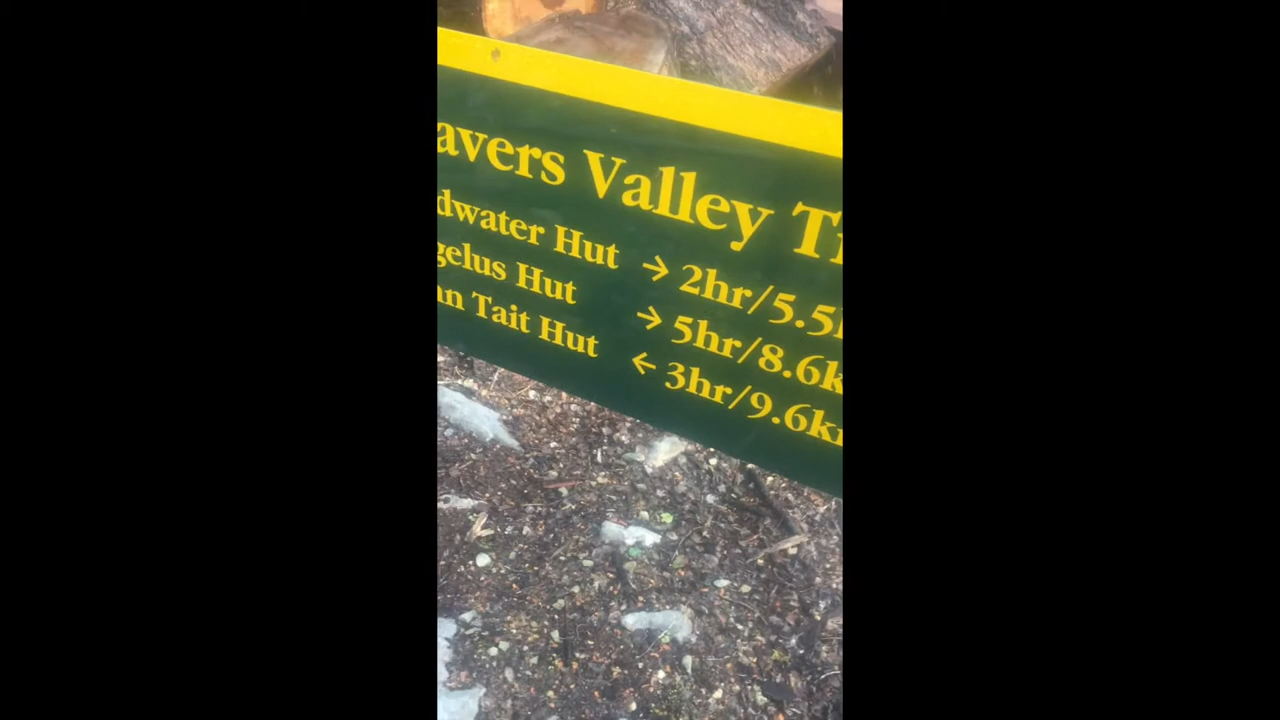 avers Valley T
dwater Hut → 2hr/5.5
gelus Hut → 5hr/8.6k
n Tait Hut ← 3hr/9.6k